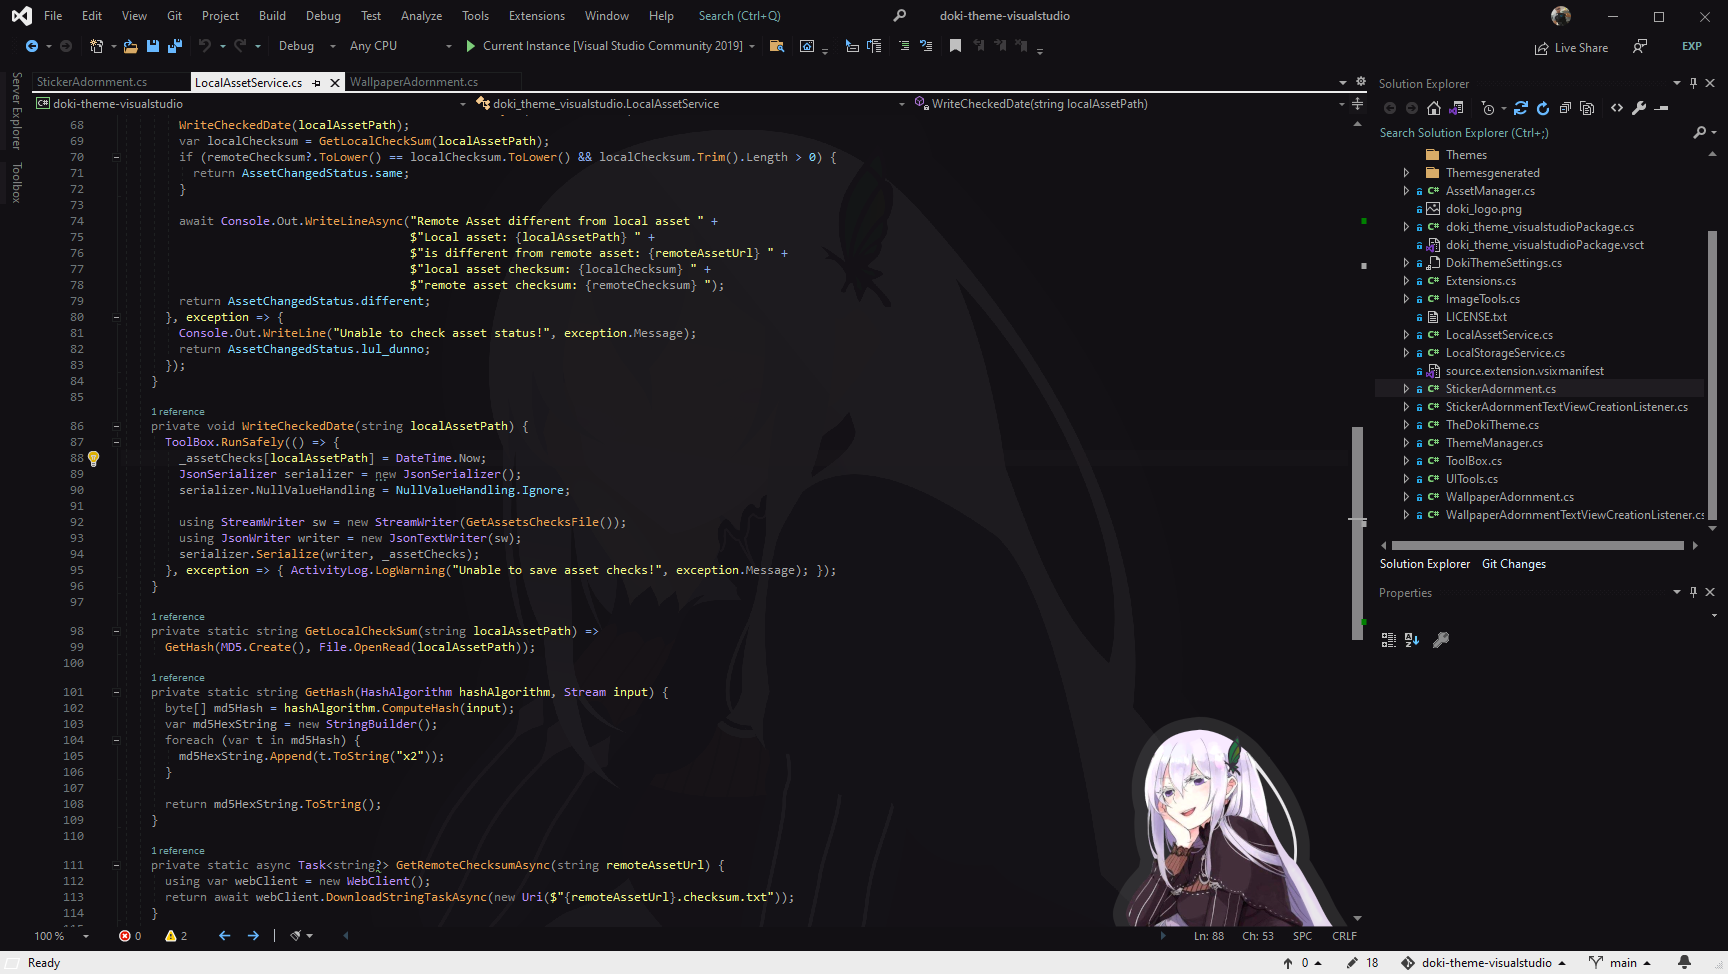 File Edit View Git Project Build Debug Test Analyze Tools Extensions Window Help Search (Ctrl+Q) doki-theme-visualstudio
Debug Any CPU Current Instance [Visual Studio Community 2019] Live Share EXP
Server Explorer
Toolbox
StickerAdornment.cs LocalAssetService.cs WallpaperAdornment.cs
doki-theme-visualstudio doki_theme_visualstudio.LocalAssetService WriteCheckedDate(string localAssetPath)
68 WriteCheckedDate(localAssetPath);
69 var localChecksum = GetLocalCheckSum(localAssetPath);
70 if (remoteChecksum?.ToLower() == localChecksum.ToLower() && localChecksum.Trim().Length > 0) {
71 return AssetChangedStatus.same;
72 }
73
74 await Console.Out.WriteLineAsync("Remote Asset different from local asset " +
75 $"Local asset: {localAssetPath} " +
76 $"is different from remote asset: {remoteAssetUrl} " +
77 $"local asset checksum: {localChecksum} " +
78 $"remote asset checksum: {remoteChecksum} ");
79 return AssetChangedStatus.different;
80 }, exception => {
81 Console.Out.WriteLine("Unable to check asset status!", exception.Message);
82 return AssetChangedStatus.lul_dunno;
83 });
84 }
85
1 reference
86 private void WriteCheckedDate(string localAssetPath) {
87 ToolBox.RunSafely(() => {
88 _assetChecks[localAssetPath] = DateTime.Now;
89 JsonSerializer serializer = new JsonSerializer();
90 serializer.NullValueHandling = NullValueHandling.Ignore;
91
92 using StreamWriter sw = new StreamWriter(GetAssetsChecksFile());
93 using JsonWriter writer = new JsonTextWriter(sw);
94 serializer.Serialize(writer, _assetChecks);
95 }, exception => { ActivityLog.LogWarning("Unable to save asset checks!", exception.Message); });
96 }
97
1 reference
98 private static string GetLocalCheckSum(string localAssetPath) =>
99 GetHash(MD5.Create(), File.OpenRead(localAssetPath));
100
1 reference
101 private static string GetHash(HashAlgorithm hashAlgorithm, Stream input) {
102 byte[] md5Hash = hashAlgorithm.ComputeHash(input);
103 var md5HexString = new StringBuilder();
104 foreach (var t in md5Hash) {
105 md5HexString.Append(t.ToString("x2"));
106 }
107
108 return md5HexString.ToString();
109 }
110
1 reference
111 private static async Task<string?> GetRemoteChecksumAsync(string remoteAssetUrl) {
112 using var webClient = new WebClient();
113 return await webClient.DownloadStringTaskAsync(new Uri($"{remoteAssetUrl}.checksum.txt"));
114 }
100 % 0 2 Ln: 88 Ch: 53 SPC CRLF
Solution Explorer
Search Solution Explorer (Ctrl+;)
Themes
Themesgenerated
AssetManager.cs
doki_logo.png
doki_theme_visualstudioPackage.cs
doki_theme_visualstudioPackage.vsct
DokiThemeSettings.cs
Extensions.cs
ImageTools.cs
LICENSE.txt
LocalAssetService.cs
LocalStorageService.cs
source.extension.vsixmanifest
StickerAdornment.cs
StickerAdornmentTextViewCreationListener.cs
TheDokiTheme.cs
ThemeManager.cs
ToolBox.cs
UITools.cs
WallpaperAdornment.cs
WallpaperAdornmentTextViewCreationListener.cs
Solution Explorer Git Changes
Properties
Ready 0 18 doki-theme-visualstudio main